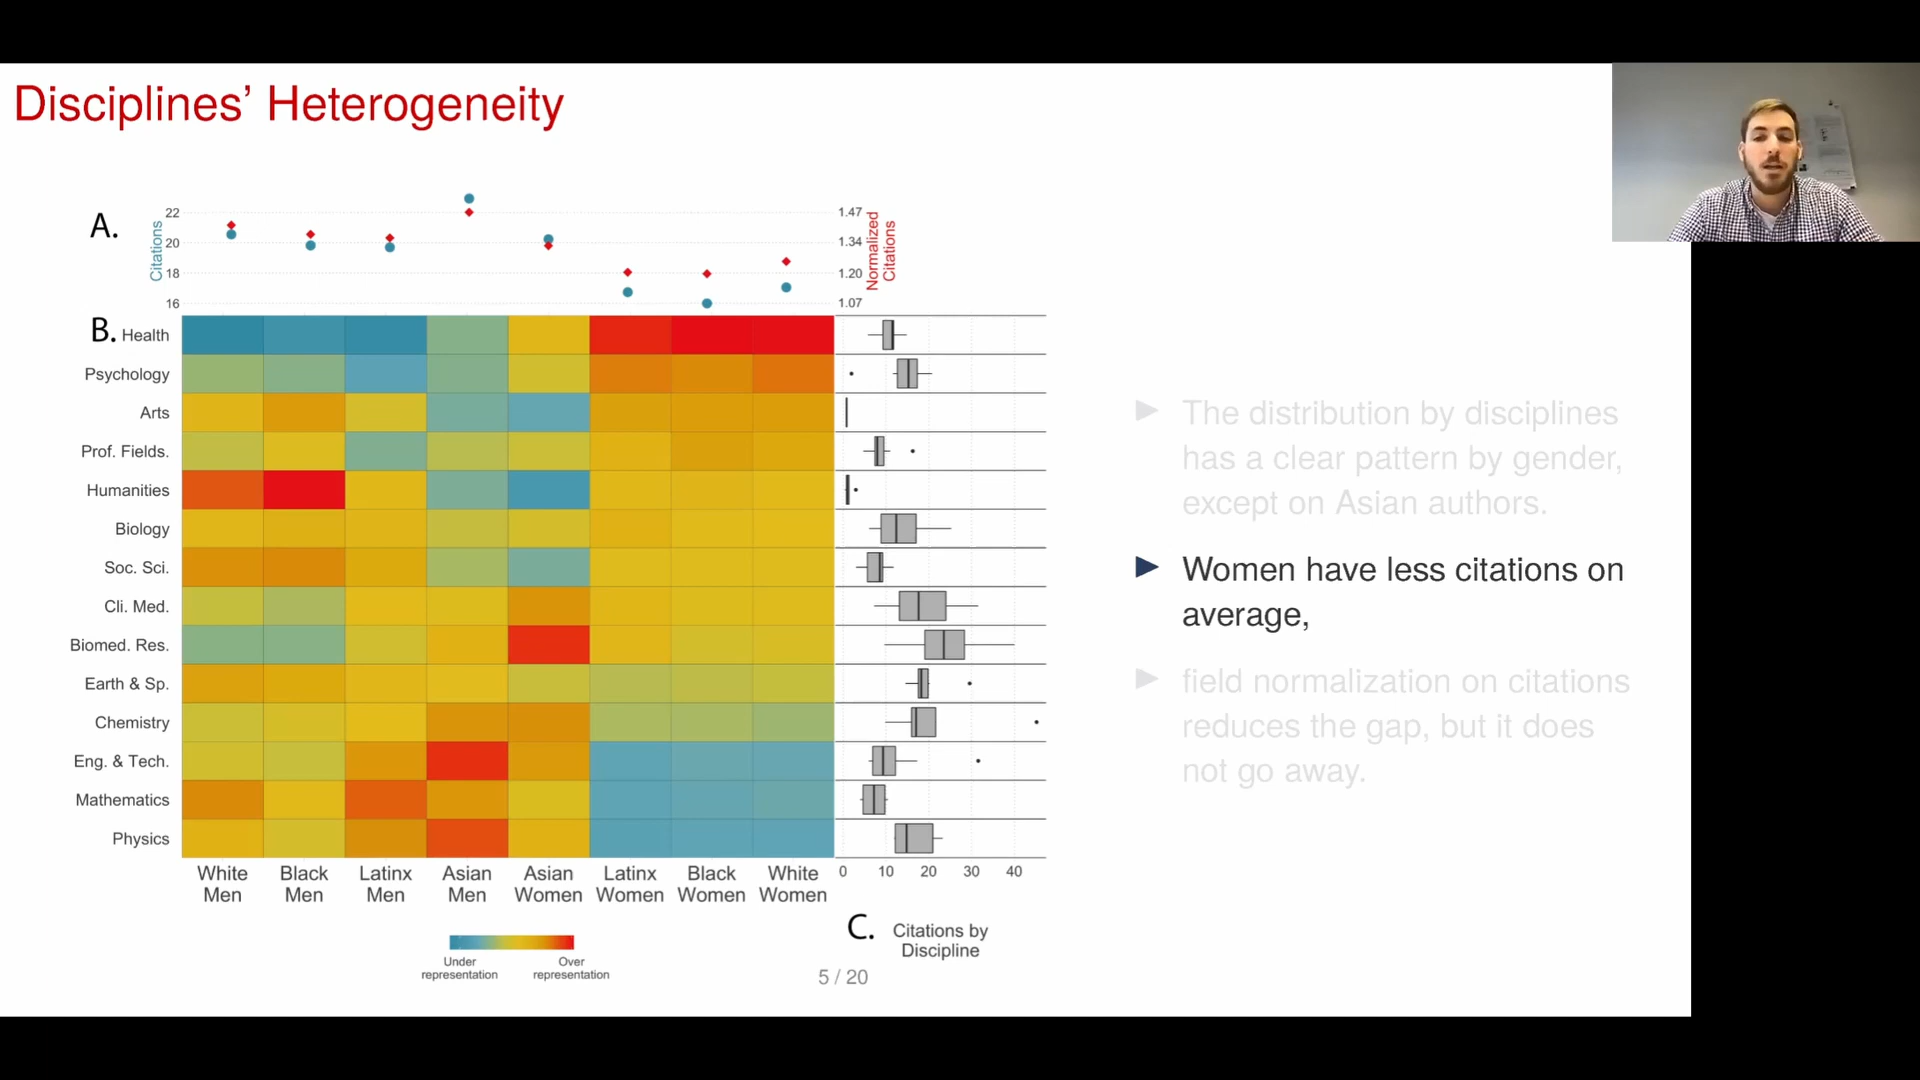 Disciplines' Heterogeneity
A.
Citations
22
20
18
16
1.47
1.34
1.20
1.07
Normalized
Citations
B.
Health
Psychology
Arts
Prof. Fields.
Humanities
Biology
Soc. Sci.
Cli. Med.
Biomed. Res.
Earth & Sp.
Chemistry
Eng. & Tech.
Mathematics
Physics
White
Men
Black
Men
Latinx
Men
Asian
Men
Asian
Women
Latinx
Women
Black
Women
White
Women
0 10 20 30 40
C.
Citations by
Discipline
Under
representation
Over
representation
5 / 20
The distribution by disciplines
has a clear pattern by gender,
except on Asian authors.
Women have less citations on
average,
field normalization on citations
reduces the gap, but it does
not go away.